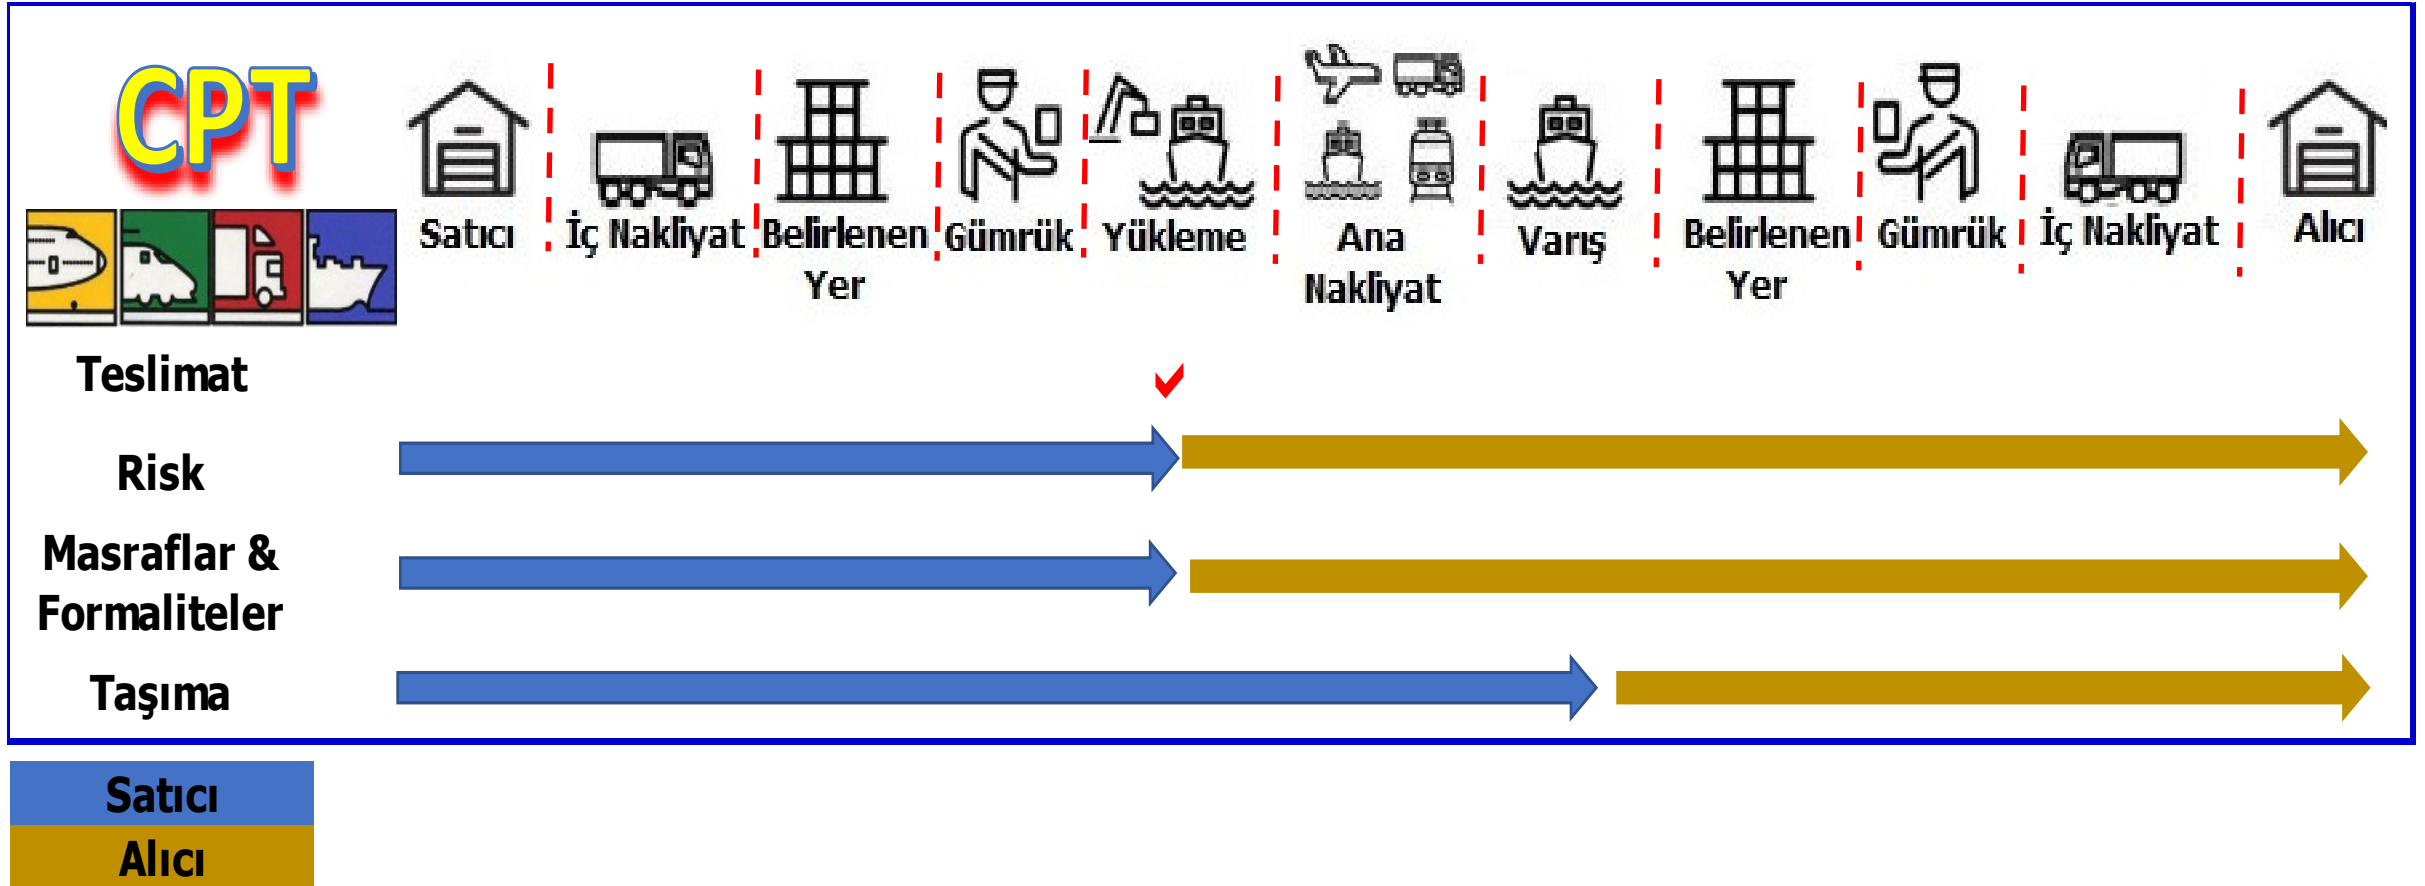 CPT
Satıcı
İç Nakliyat
Belirlenen
Yer
Gümrük
Yükleme
Ana
Nakliyat
Varış
Belirlenen
Yer
Gümrük
İç Nakliyat
Alıcı
Teslimat
Risk
Masraflar &
Formaliteler
Taşıma
Satıcı
Alıcı